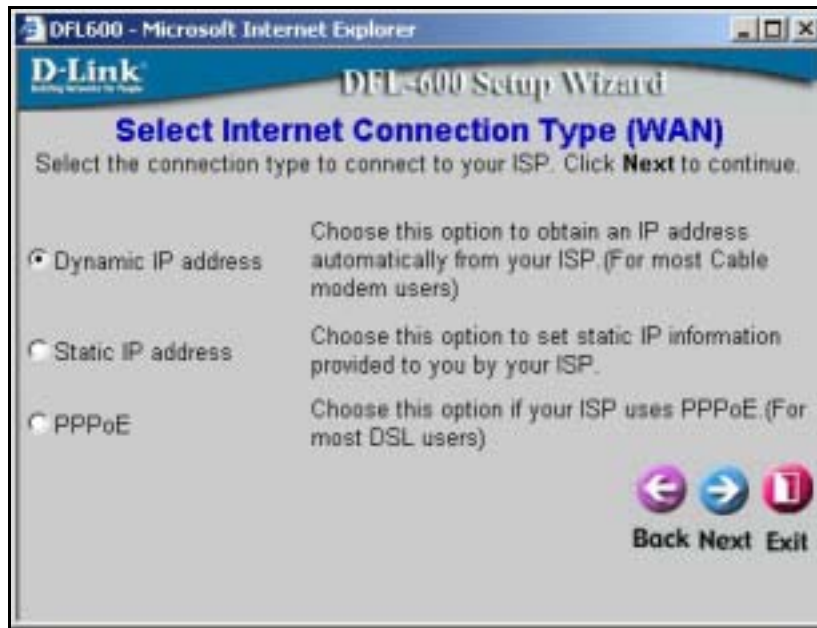 DFL600 - Microsoft Internet Explorer
D-Link
Building Networks for People
DFL-600 Setup Wizard
Select Internet Connection Type (WAN)
Select the connection type to connect to your ISP. Click Next to continue.
Dynamic IP address
Choose this option to obtain an IP address
automatically from your ISP.(For most Cable
modem users)
Static IP address
Choose this option to set static IP information
provided to you by your ISP.
PPPoE
Choose this option if your ISP uses PPPoE.(For
most DSL users)
Back Next Exit